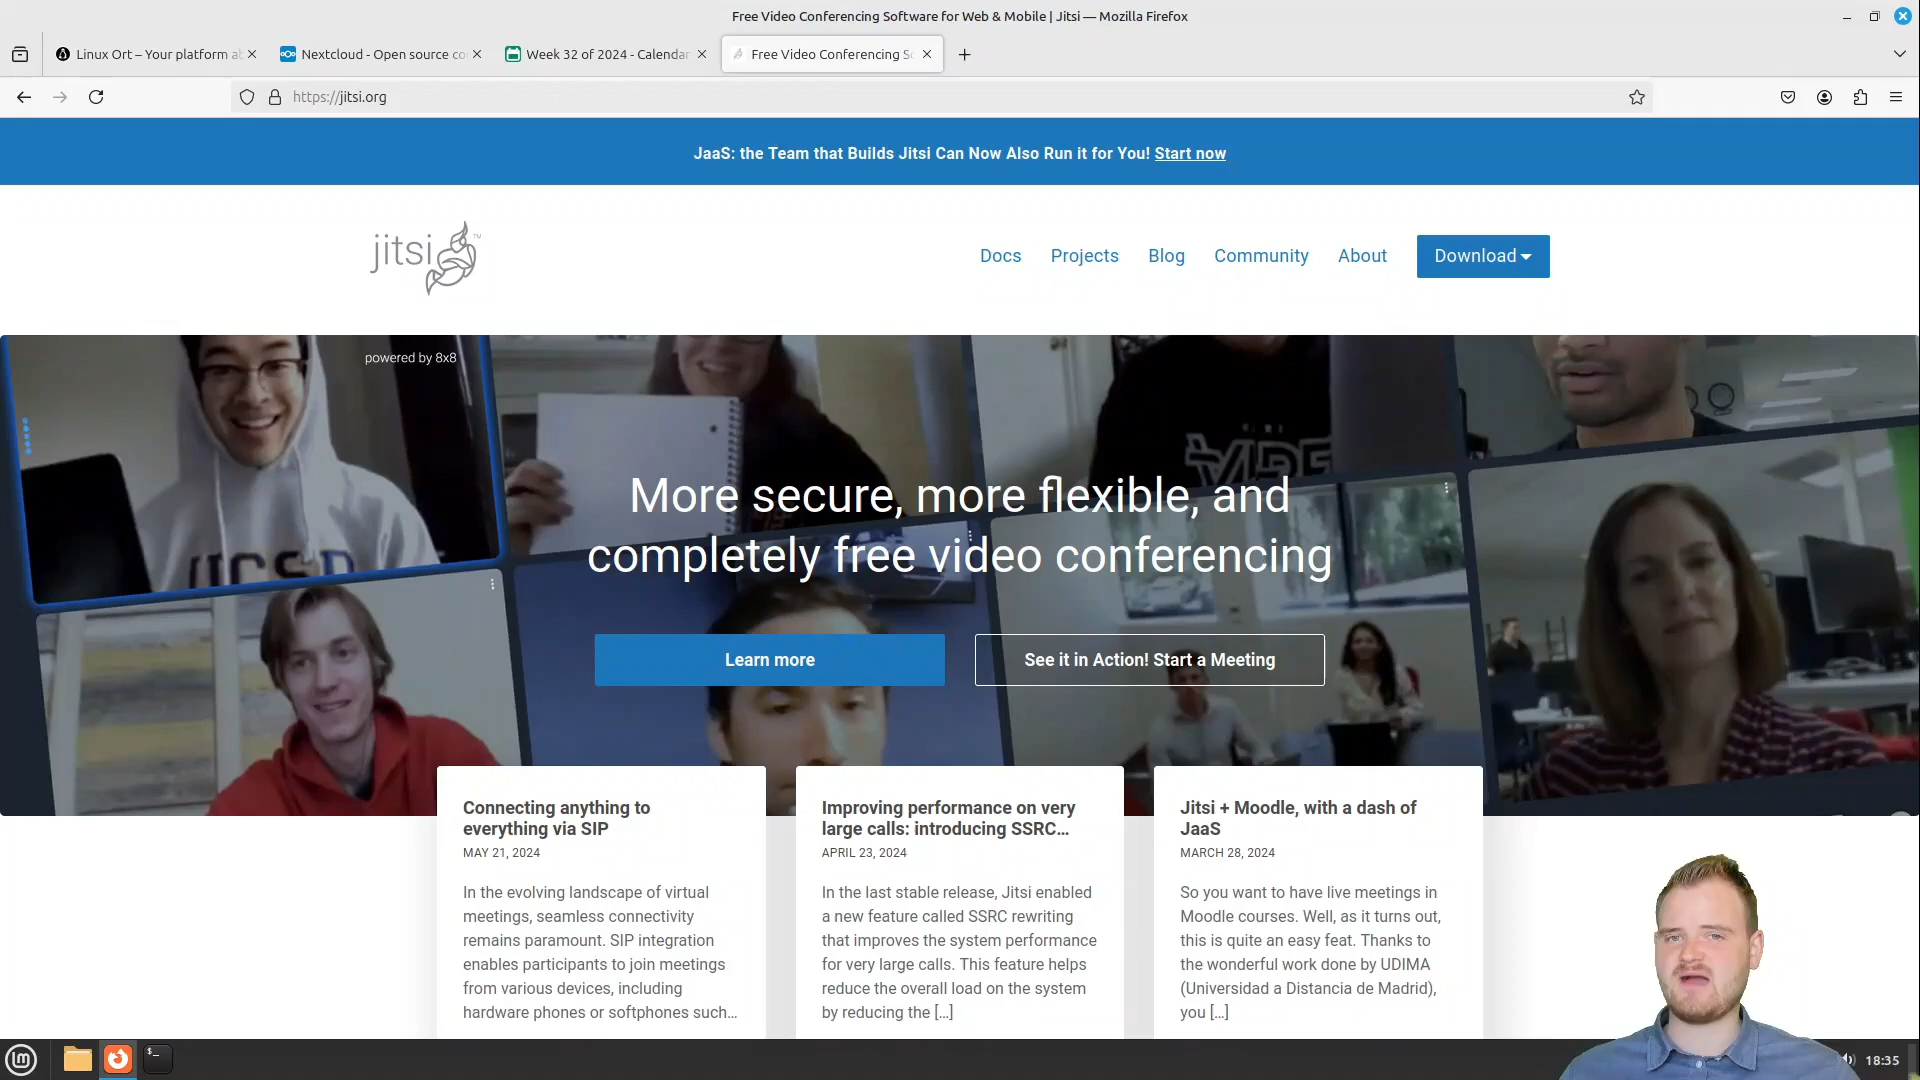 Free Video Conferencing Software for Web & Mobile | Jitsi — Mozilla Firefox
Linux Ort – Your platform ab
Nextcloud - Open source co
Week 32 of 2024 - Calendar
Free Video Conferencing So
https://jitsi.org
JaaS: the Team that Builds Jitsi Can Now Also Run it for You! Start now
jitsi TM
Docs
Projects
Blog
Community
About
Download
powered by 8x8
UCSD
More secure, more flexible, and
completely free video conferencing
Learn more
See it in Action! Start a Meeting
Connecting anything to
everything via SIP
MAY 21, 2024
In the evolving landscape of virtual
meetings, seamless connectivity
remains paramount. SIP integration
enables participants to join meetings
from various devices, including
hardware phones or softphones such...
Improving performance on very
large calls: introducing SSRC...
APRIL 23, 2024
In the last stable release, Jitsi enabled
a new feature called SSRC rewriting
that improves the system performance
for very large calls. This feature helps
reduce the overall load on the system
by reducing the [...]
Jitsi + Moodle, with a dash of
JaaS
MARCH 28, 2024
So you want to have live meetings in
Moodle courses. Well, as it turns out,
this is quite an easy feat. Thanks to
the wonderful work done by UDIMA
(Universidad a Distancia de Madrid),
you [...]
18:35